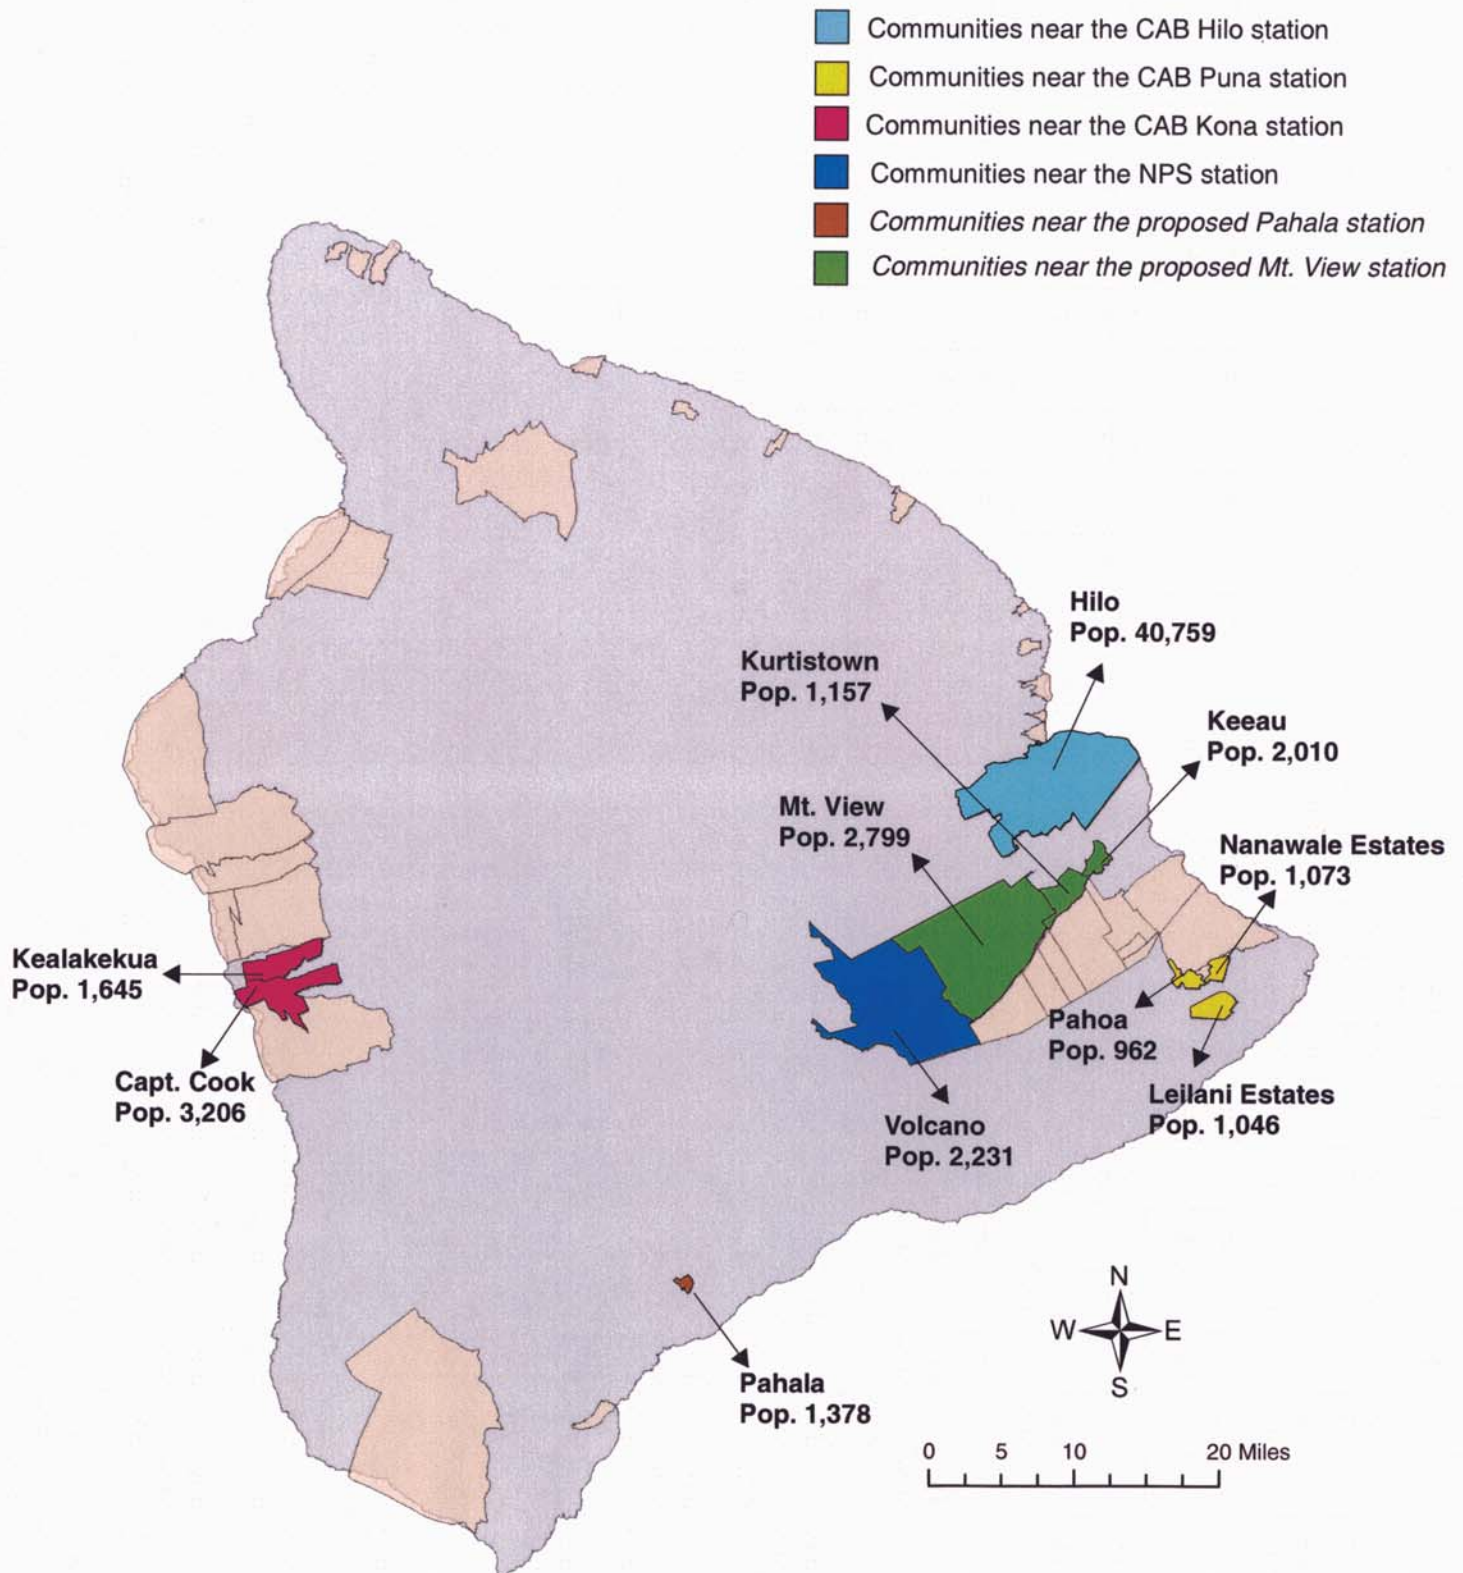 Communities near the CAB Hilo station
Communities near the CAB Puna station
Communities near the CAB Kona station
Communities near the NPS station
Communities near the proposed Pahala station
Communities near the proposed Mt. View station
Hilo
Pop. 40,759
Kurtistown
Pop. 1,157
Keeau
Pop. 2,010
Mt. View
Pop. 2,799
Nanawale Estates
Pop. 1,073
Kealakekua
Pop. 1,645
Pahoa
Pop. 962
Capt. Cook
Pop. 3,206
Leilani Estates
Pop. 1,046
Volcano
Pop. 2,231
N
W E
S
Pahala
Pop. 1,378
0 5 10 20 Miles